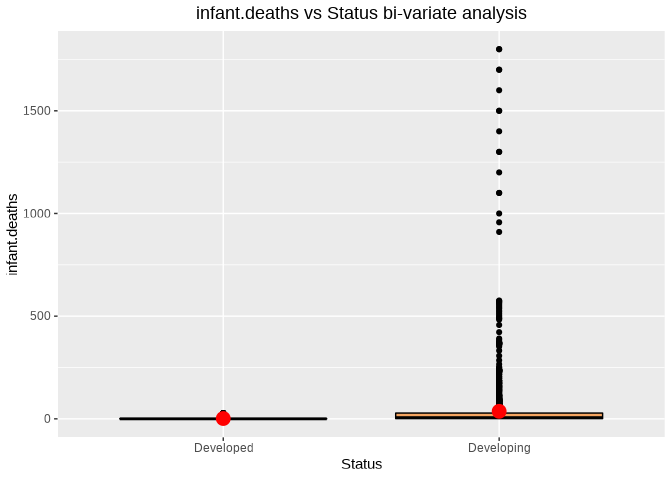 infant.deaths vs Status bi-variate analysis
infant.deaths
1500
1000
500
0
Developed Developing
Status